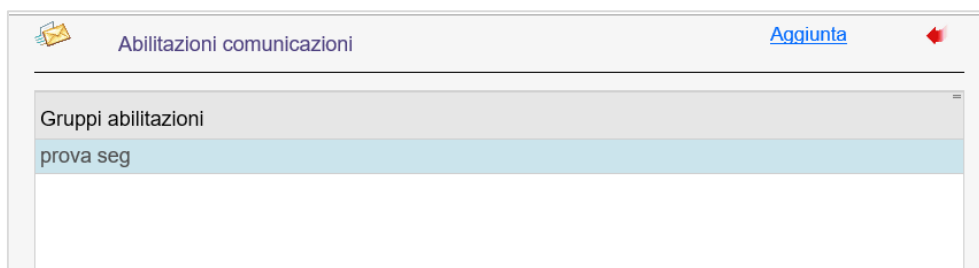 Abilitazioni comunicazioni Aggiunta
Gruppi abilitazioni
prova seg